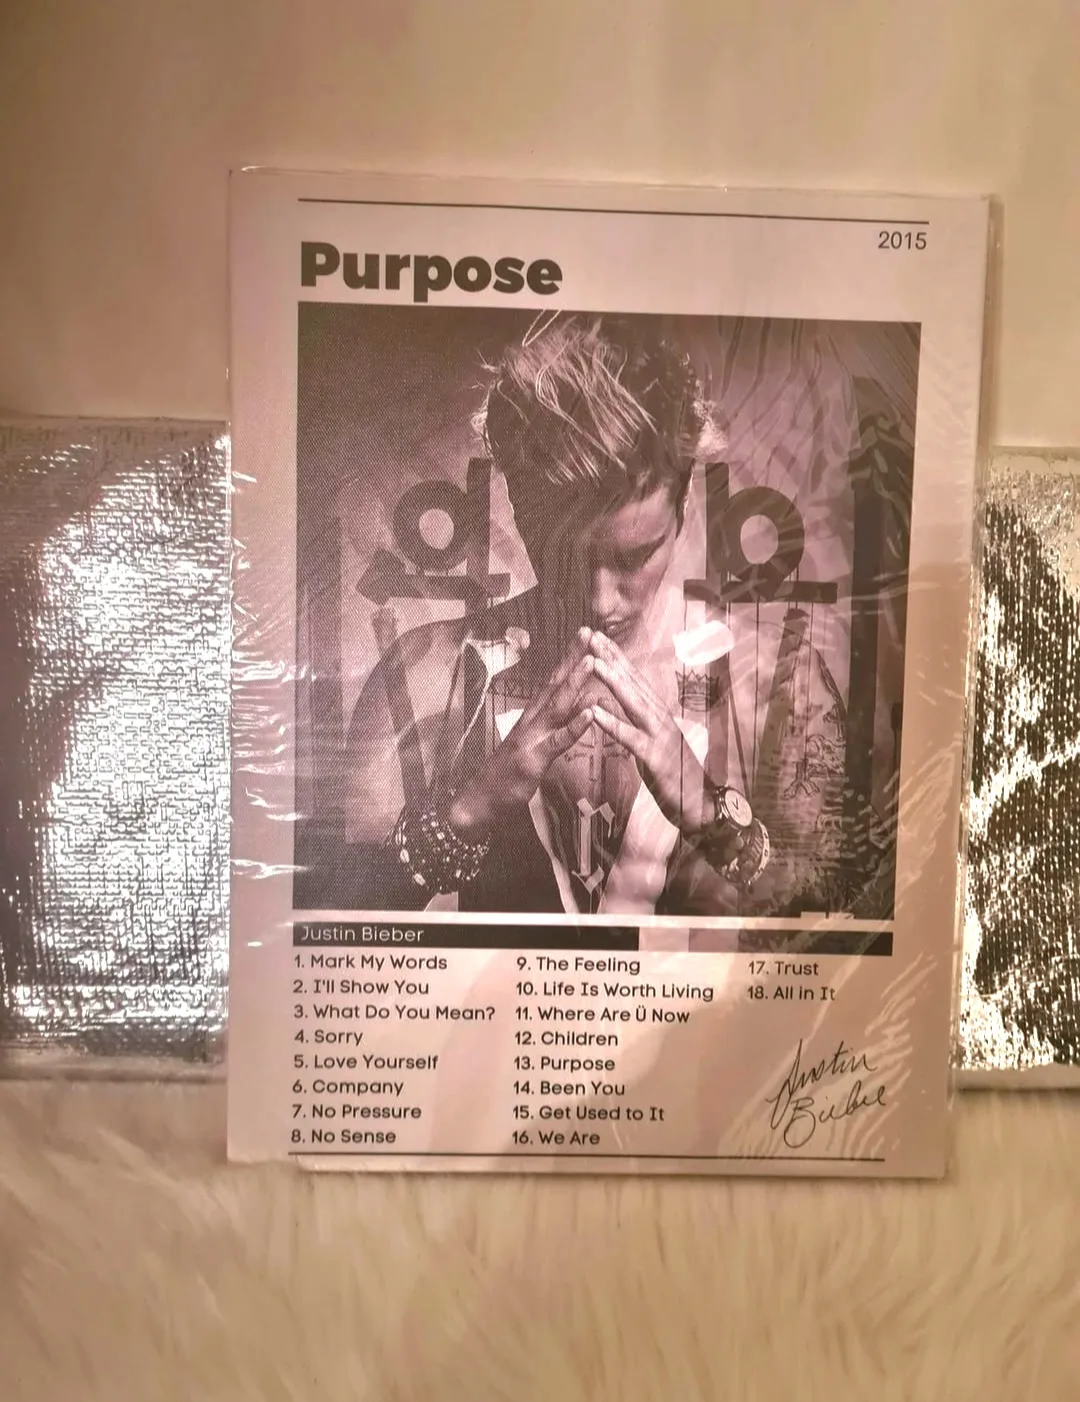 2015
Purpose
Justin Bieber
1. Mark My Words
2. I'll Show You
3. What Do You Mean?
4. Sorry
5. Love Yourself
6. Company
7. No Pressure
8. No Sense
9. The Feeling
10. Life Is Worth Living
11. Where Are Ü Now
12. Children
13. Purpose
14. Been You
15. Get Used to It
16. We Are
17. Trust
18. All in It
Justin
Bieber